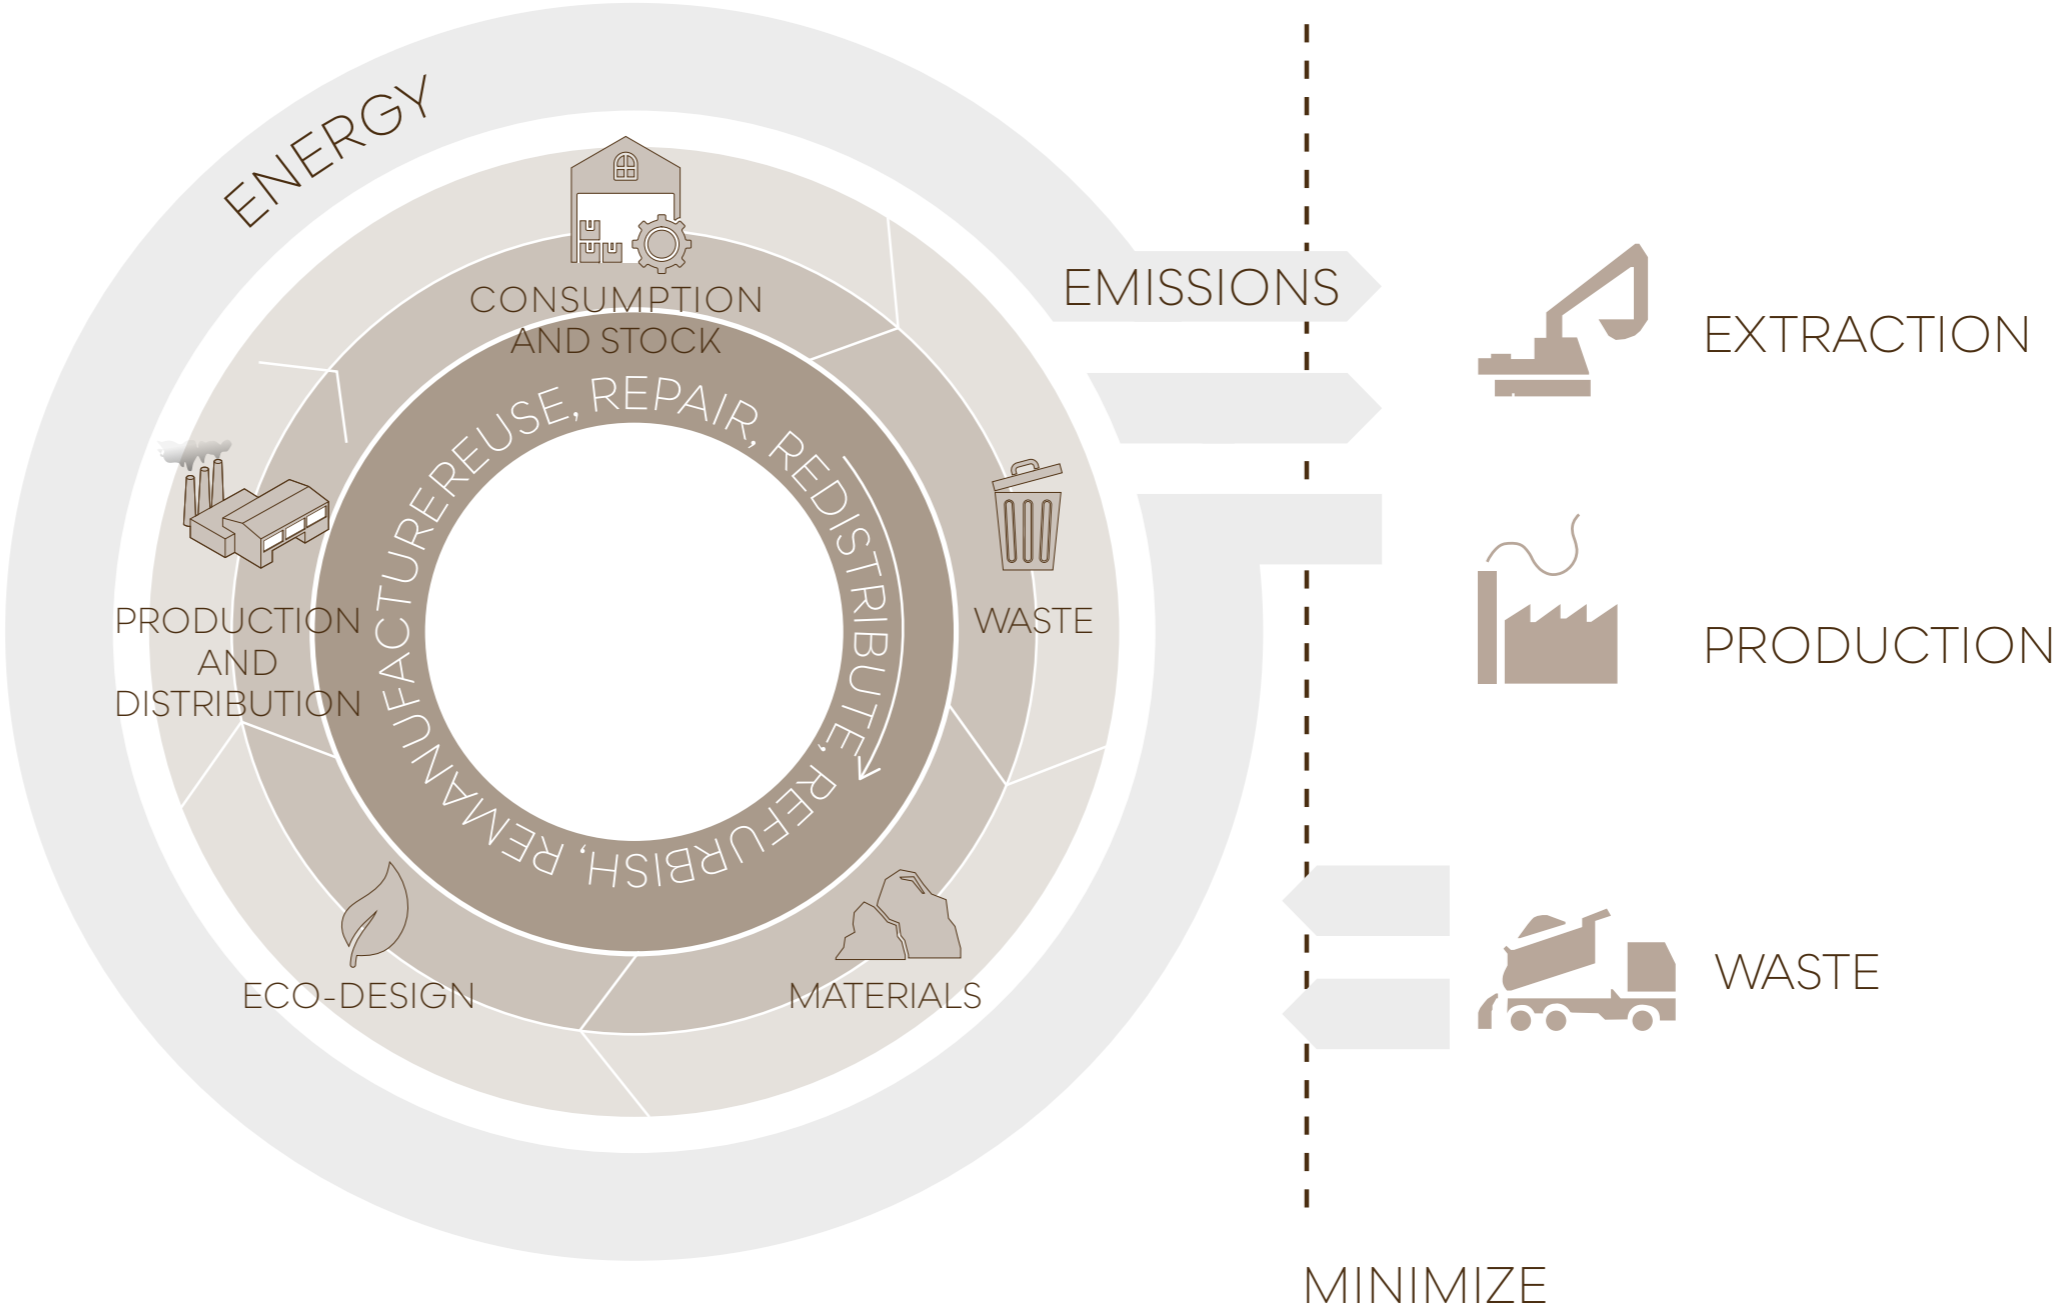 ENERGY
CONSUMPTION
AND STOCK
EMISSIONS
EXTRACTION
REUSE, REPAIR, REDISTRIBUTE, REFURBISH, REMANUFACTURERE
PRODUCTION
AND
DISTRIBUTION
WASTE
PRODUCTION
ECO-DESIGN
MATERIALS
WASTE
MINIMIZE